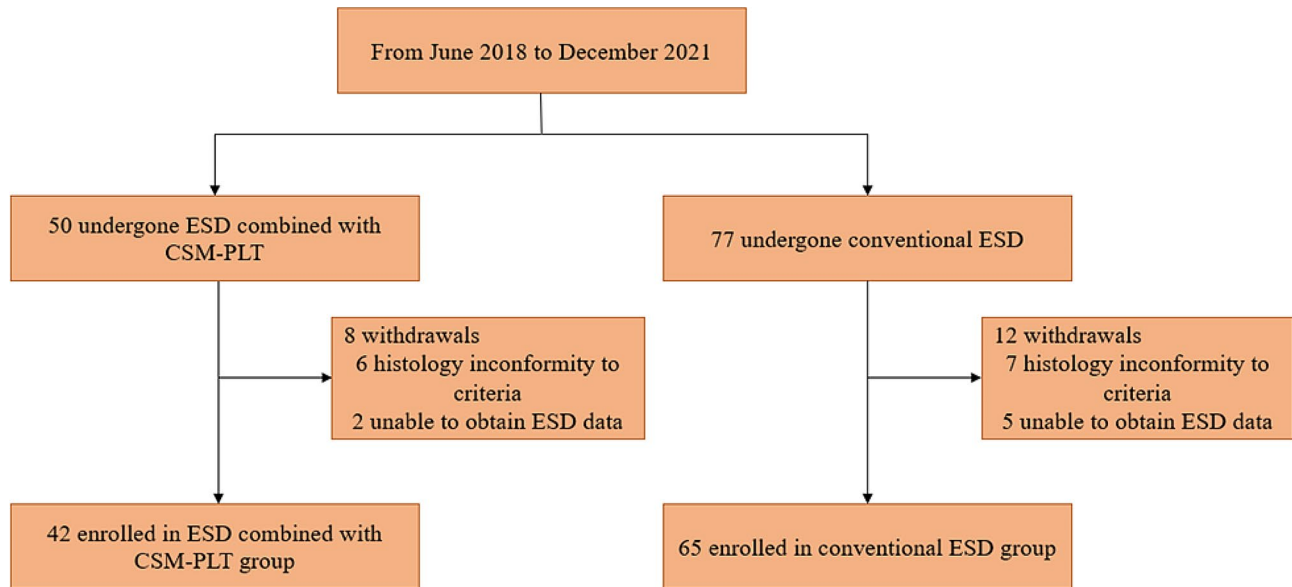 From June 2018 to December 2021
50 undergone ESD combined with
CSM-PLT
77 undergone conventional ESD
8 withdrawals
6 histology inconformity to
criteria
2 unable to obtain ESD data
12 withdrawals
7 histology inconformity to
criteria
5 unable to obtain ESD data
42 enrolled in ESD combined with
CSM-PLT group
65 enrolled in conventional ESD group